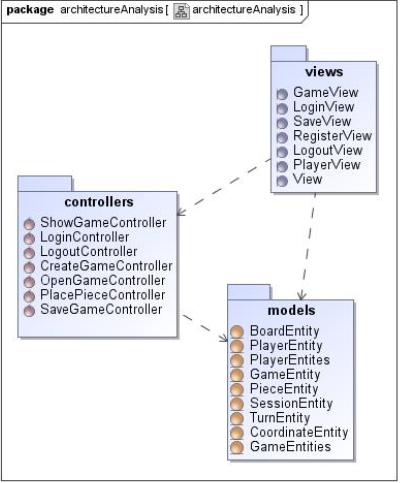 package architectureAnalysis [ architectureAnalysis ]
views
GameView
LoginView
SaveView
RegisterView
LogoutView
PlayerView
View
controllers
ShowGameController
LoginController
LogoutController
CreateGameController
OpenGameController
PlacePieceController
SaveGameController
models
BoardEntity
PlayerEntity
PlayerEntites
GameEntity
PieceEntity
SessionEntity
TurnEntity
CoordinateEntity
GameEntities